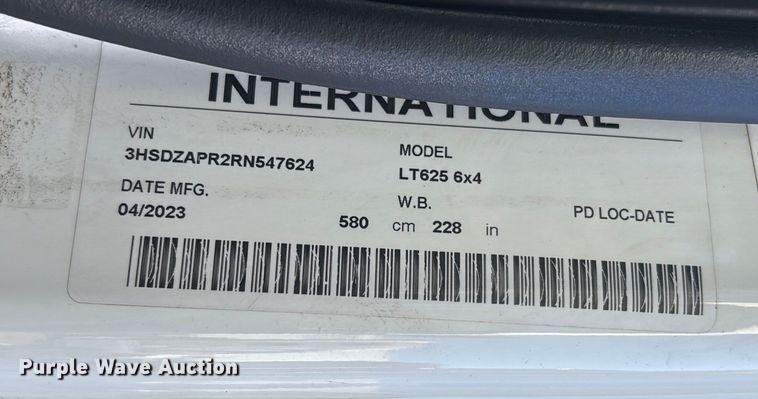 INTERNATIONAL
VIN
3HSDZAPR2RN547624
MODEL
LT625 6x4
DATE MFG.
04/2023
W.B.
580 cm 228 in
PD LOC-DATE
Purple Wave Auction